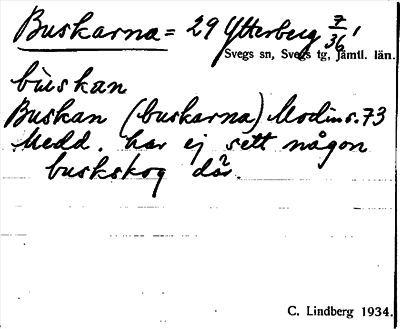 Buskarna = 29 Ytterberg 7/36
Svegs sn, Svegs tg, Jämtl. län.
bùskan
Buskan (buskarna) Modin s. 73
Medd. har ej sett någon
buskskog där.
C. Lindberg 1934.